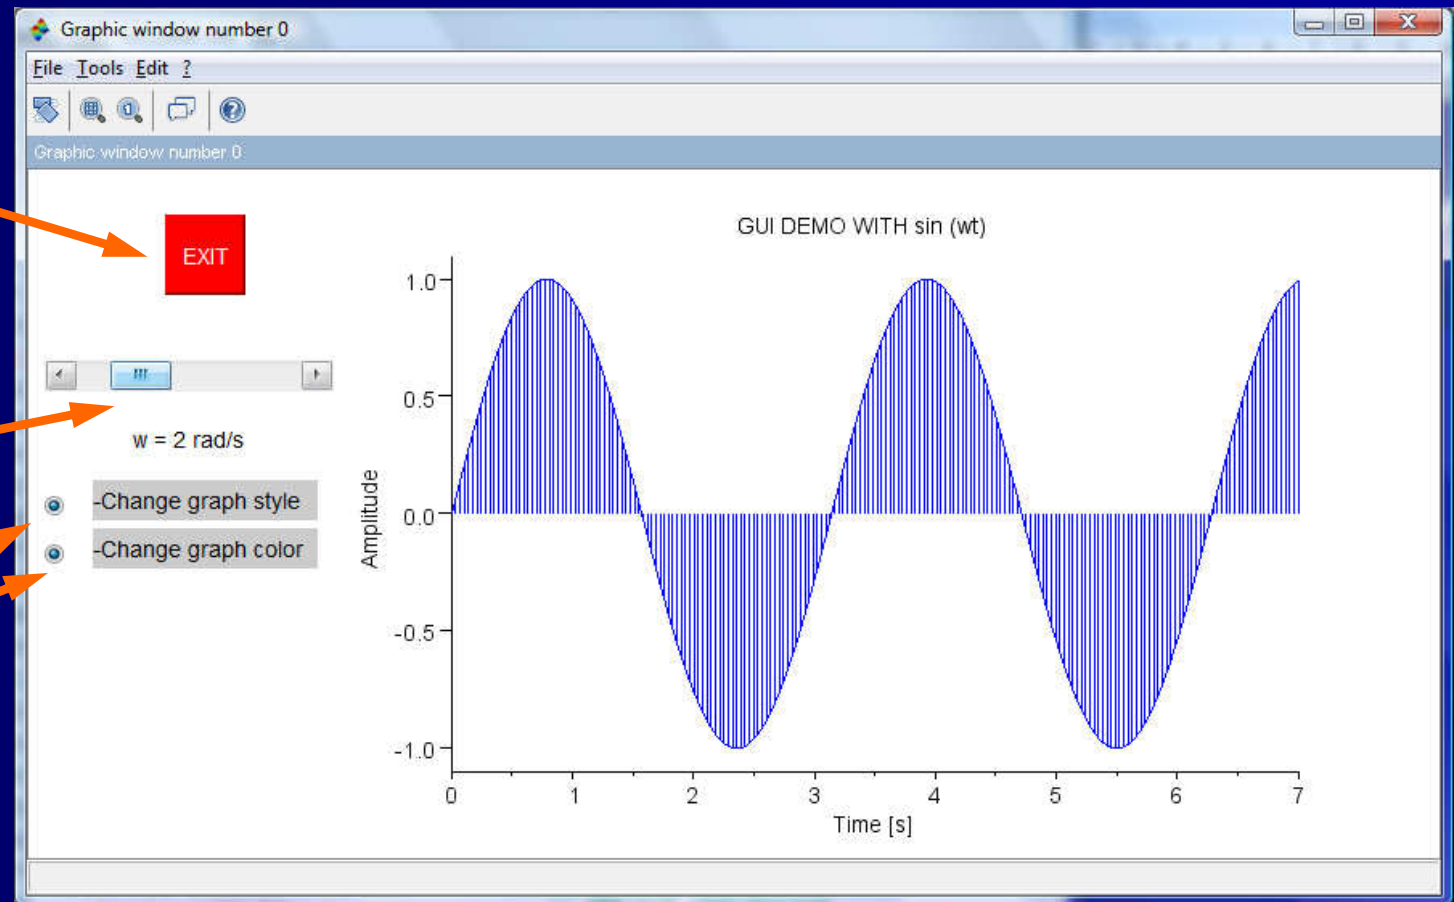 Graphic window number 0
File Tools Edit ?
Graphic window number 0
EXIT
w = 2 rad/s
-Change graph style
-Change graph color
GUI DEMO WITH sin (wt)
Amplitude
1.0
0.5
0.0
-0.5
-1.0
0 1 2 3 4 5 6 7
Time [s]